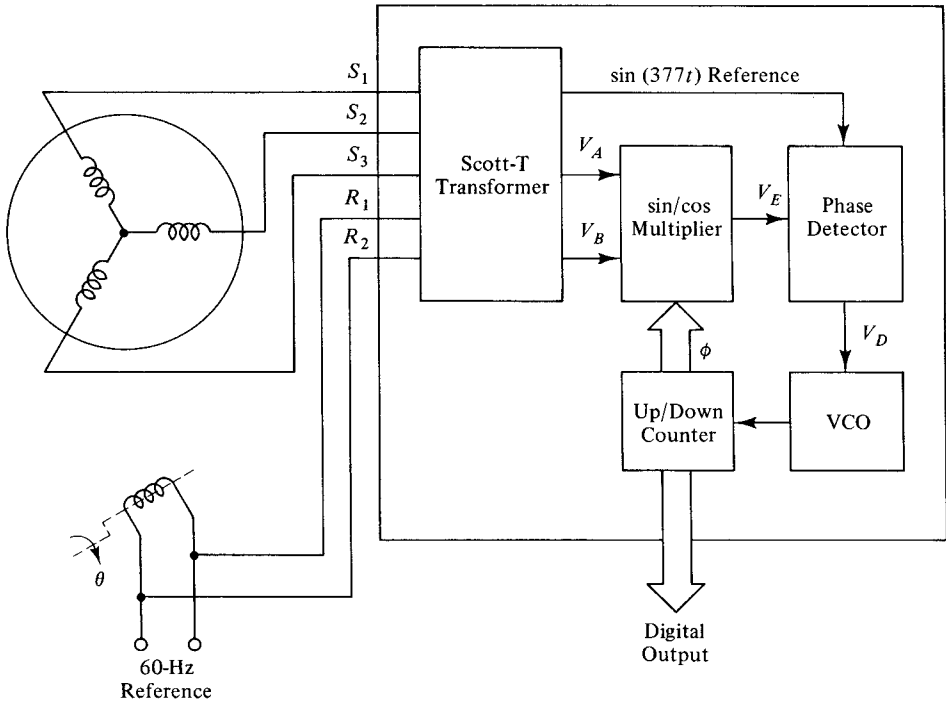 S1
S2
S3
R1
R2
Scott-T
Transformer
sin (377t) Reference
VA
VB
sin/cos
Multiplier
VE
Phase
Detector
VD
ϕ
Up/Down
Counter
VCO
θ
60-Hz
Reference
Digital
Output